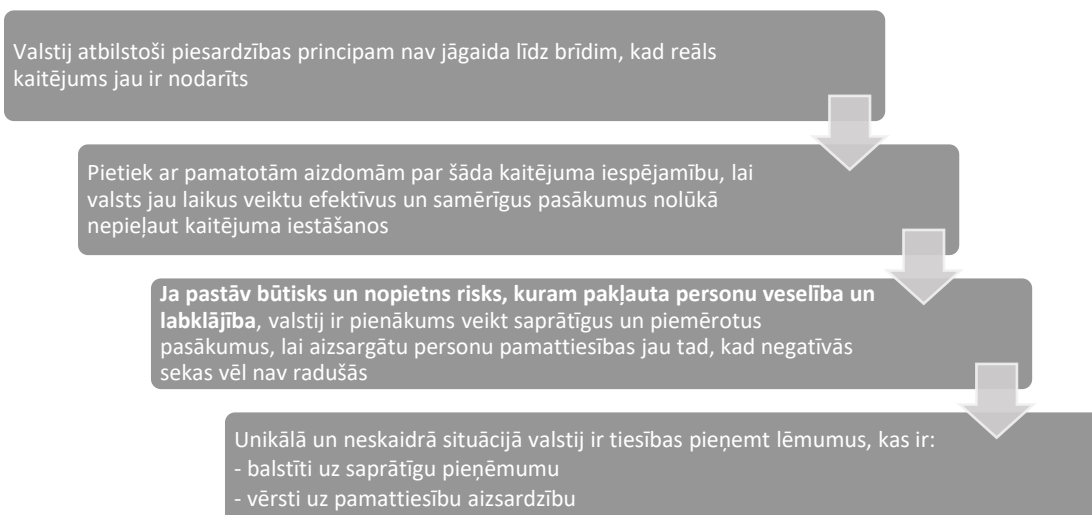 Valstij atbilstoši piesardzības principam nav jāgaida līdz brīdim, kad reāls
kaitējums jau ir nodarīts
Pietiek ar pamatotām aizdomām par šāda kaitējuma iespējamību, lai
valsts jau laikus veiktu efektīvus un samērīgus pasākumus nolūkā
nepieļaut kaitējuma iestāšanos
Ja pastāv būtisks un nopietns risks, kuram pakļauta personu veselība un
labklājība, valstij ir pienākums veikt saprātīgus un piemērotus
pasākumus, lai aizsargātu personu pamattiesības jau tad, kad negatīvās
sekas vēl nav radušās
Unikālā un neskaidrā situācijā valstij ir tiesības pieņemt lēmumus, kas ir:
- balstīti uz saprātīgu pieņēmumu
- vērsti uz pamattiesību aizsardzību